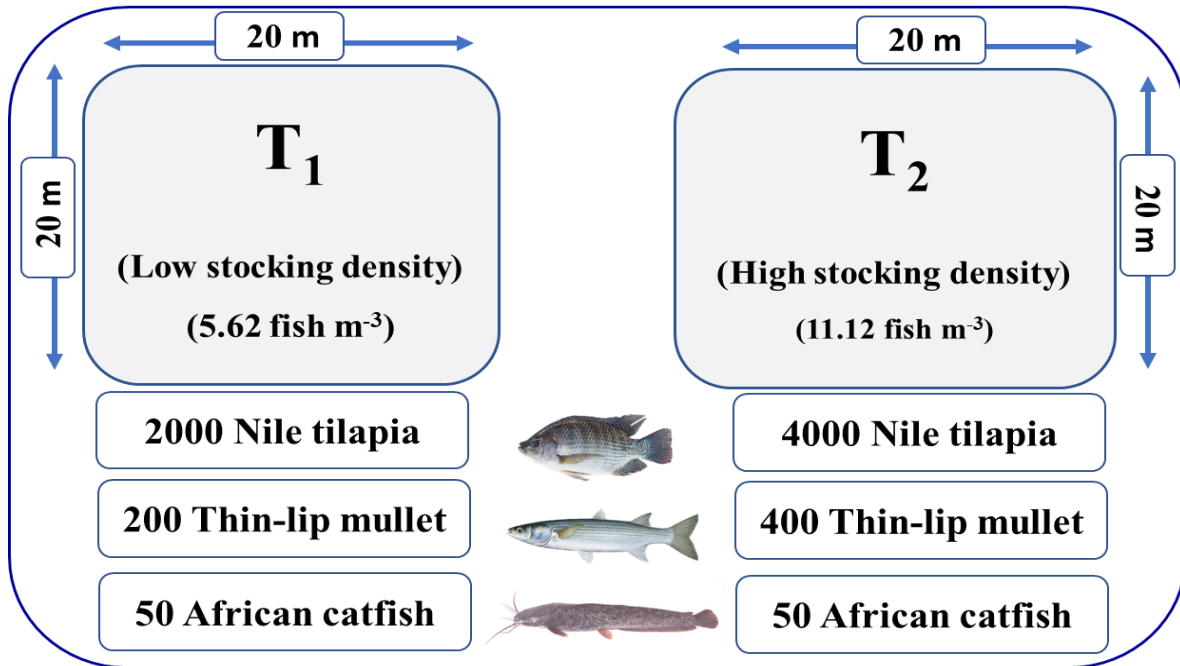 20 m
20 m
20 m
20 m
T₁
(Low stocking density)
(5.62 fish m⁻³)
T₂
(High stocking density)
(11.12 fish m⁻³)
2000 Nile tilapia
4000 Nile tilapia
200 Thin-lip mullet
400 Thin-lip mullet
50 African catfish
50 African catfish